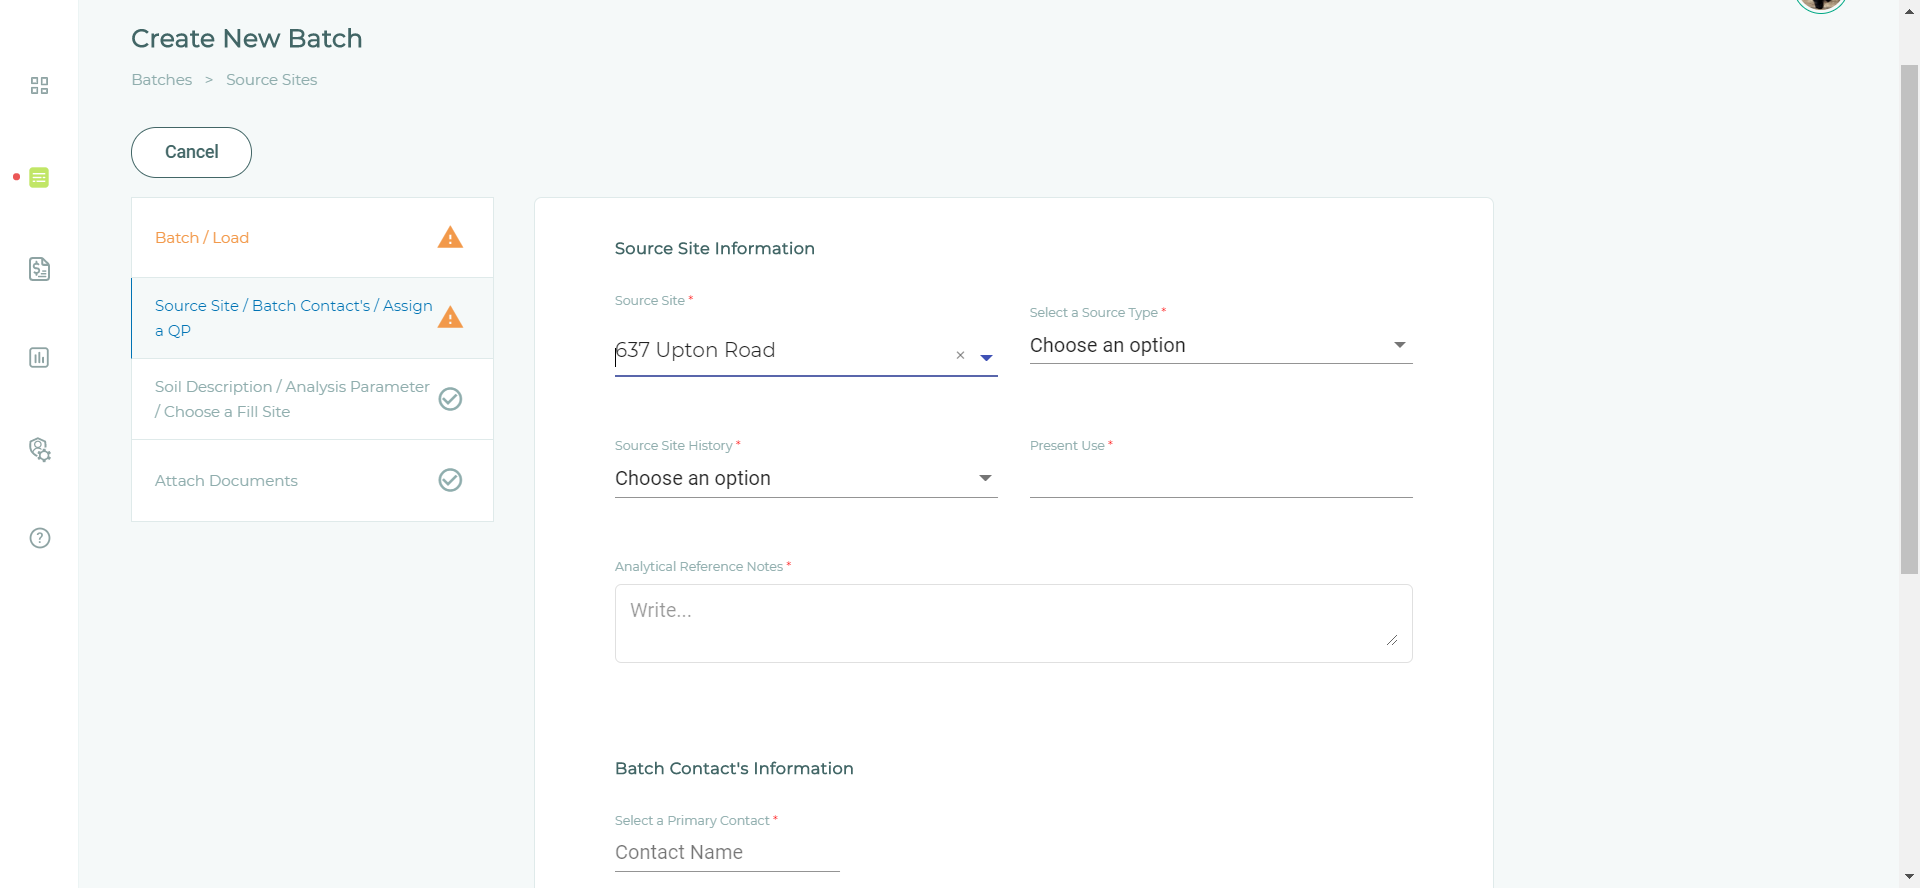 Create New Batch
Batches > Source Sites
Cancel
Batch / Load
Source Site / Batch Contact's / Assign
a QP
Soil Description / Analysis Parameter
/ Choose a Fill Site
Attach Documents
Source Site Information
Source Site *
637 Upton Road ×
Select a Source Type *
Choose an option
Source Site History *
Choose an option
Present Use *
Analytical Reference Notes *
Write...
Batch Contact's Information
Select a Primary Contact *
Contact Name